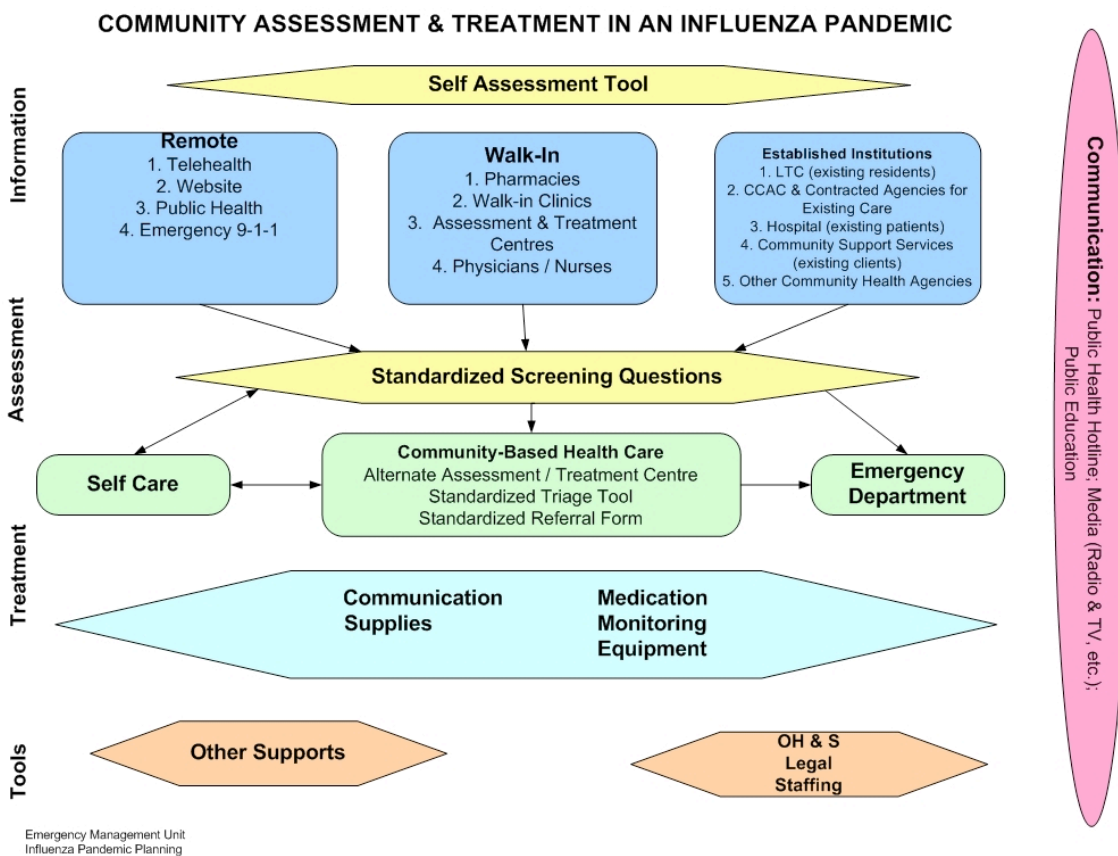 COMMUNITY ASSESSMENT & TREATMENT IN AN INFLUENZA PANDEMIC
Information
Self Assessment Tool
Remote
1. Telehealth
2. Website
3. Public Health
4. Emergency 9-1-1
Walk-In
1. Pharmacies
2. Walk-in Clinics
3. Assessment & Treatment
Centres
4. Physicians / Nurses
Established Institutions
1. LTC (existing residents)
2. CCAC & Contracted Agencies for
Existing Care
3. Hospital (existing patients)
4. Community Support Services
(existing clients)
5. Other Community Health Agencies
Assessment
Standardized Screening Questions
Self Care
Community-Based Health Care
Alternate Assessment / Treatment Centre
Standardized Triage Tool
Standardized Referral Form
Emergency
Department
Treatment
Communication
Supplies
Medication
Monitoring
Equipment
Tools
Other Supports
OH & S
Legal
Staffing
Communication: Public Health Hotline; Media (Radio & TV, etc.);
Public Education
Emergency Management Unit
Influenza Pandemic Planning